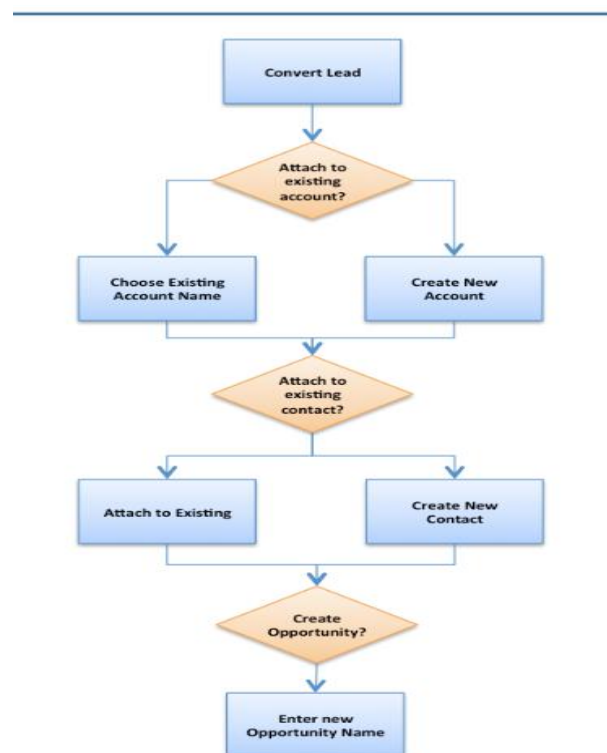 Convert Lead
Attach to
existing
account?
Choose Existing
Account Name
Create New
Account
Attach to
existing
contact?
Attach to Existing
Create New
Contact
Create
Opportunity?
Enter new
Opportunity Name